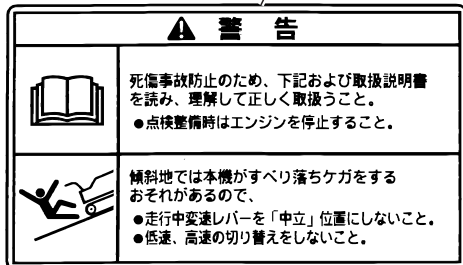 警告
死傷事故防止のため、下記および取扱説明書
を読み、理解して正しく取扱うこと。
●点検整備時はエンジンを停止すること。
傾斜地では本機がすべり落ちケガをする
おそれがあるので、
●走行中変速レバーを「中立」位置にしないこと。
●低速、高速の切り替えをしないこと。